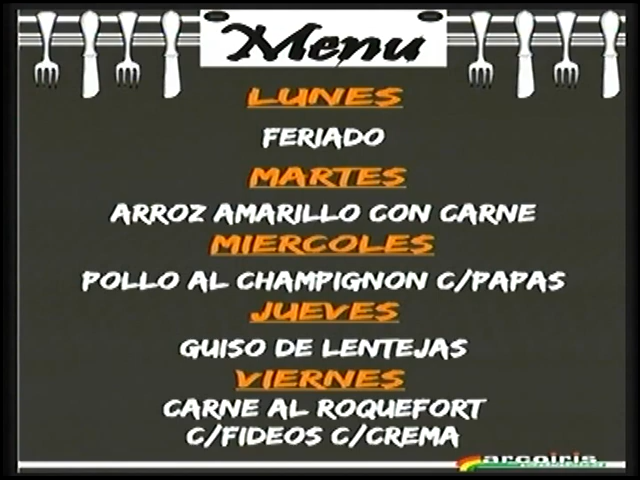 Menu
LUNES
FERIADO
MARTES
ARROZ AMARILLO CON CARNE
MIERCOLES
POLLO AL CHAMPIGNON C/PAPAS
JUEVES
GUISO DE LENTEJAS
VIERNES
CARNE AL ROQUEFORT
C/FIDEOS C/CREMA
arcoiris